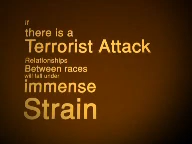 if
there is a
Terrorist Attack
Relationships
Between races
will fall under
immense
Strain